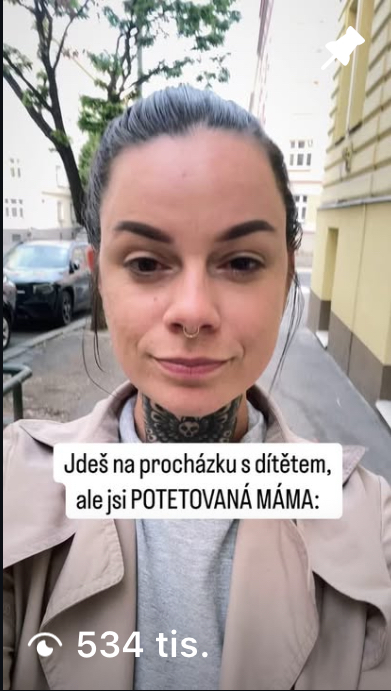 Jdeš na procházku s dítětem,
ale jsi POTETOVANÁ MÁMA:
534 tis.